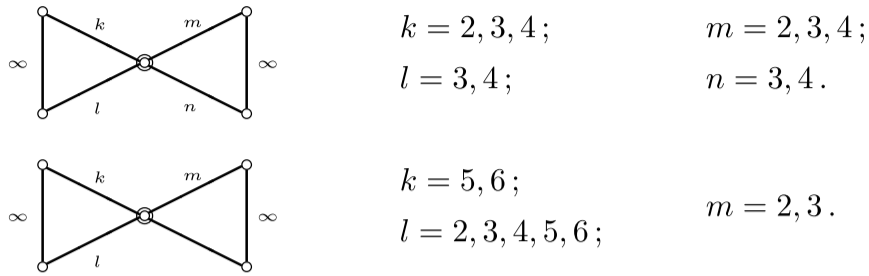 k m
k = 2, 3, 4 ;
m = 2, 3, 4 ;
∞ ∞
l n
l = 3, 4 ;
n = 3, 4 .
k m
k = 5, 6 ;
∞ ∞
m = 2, 3 .
l
l = 2, 3, 4, 5, 6 ;